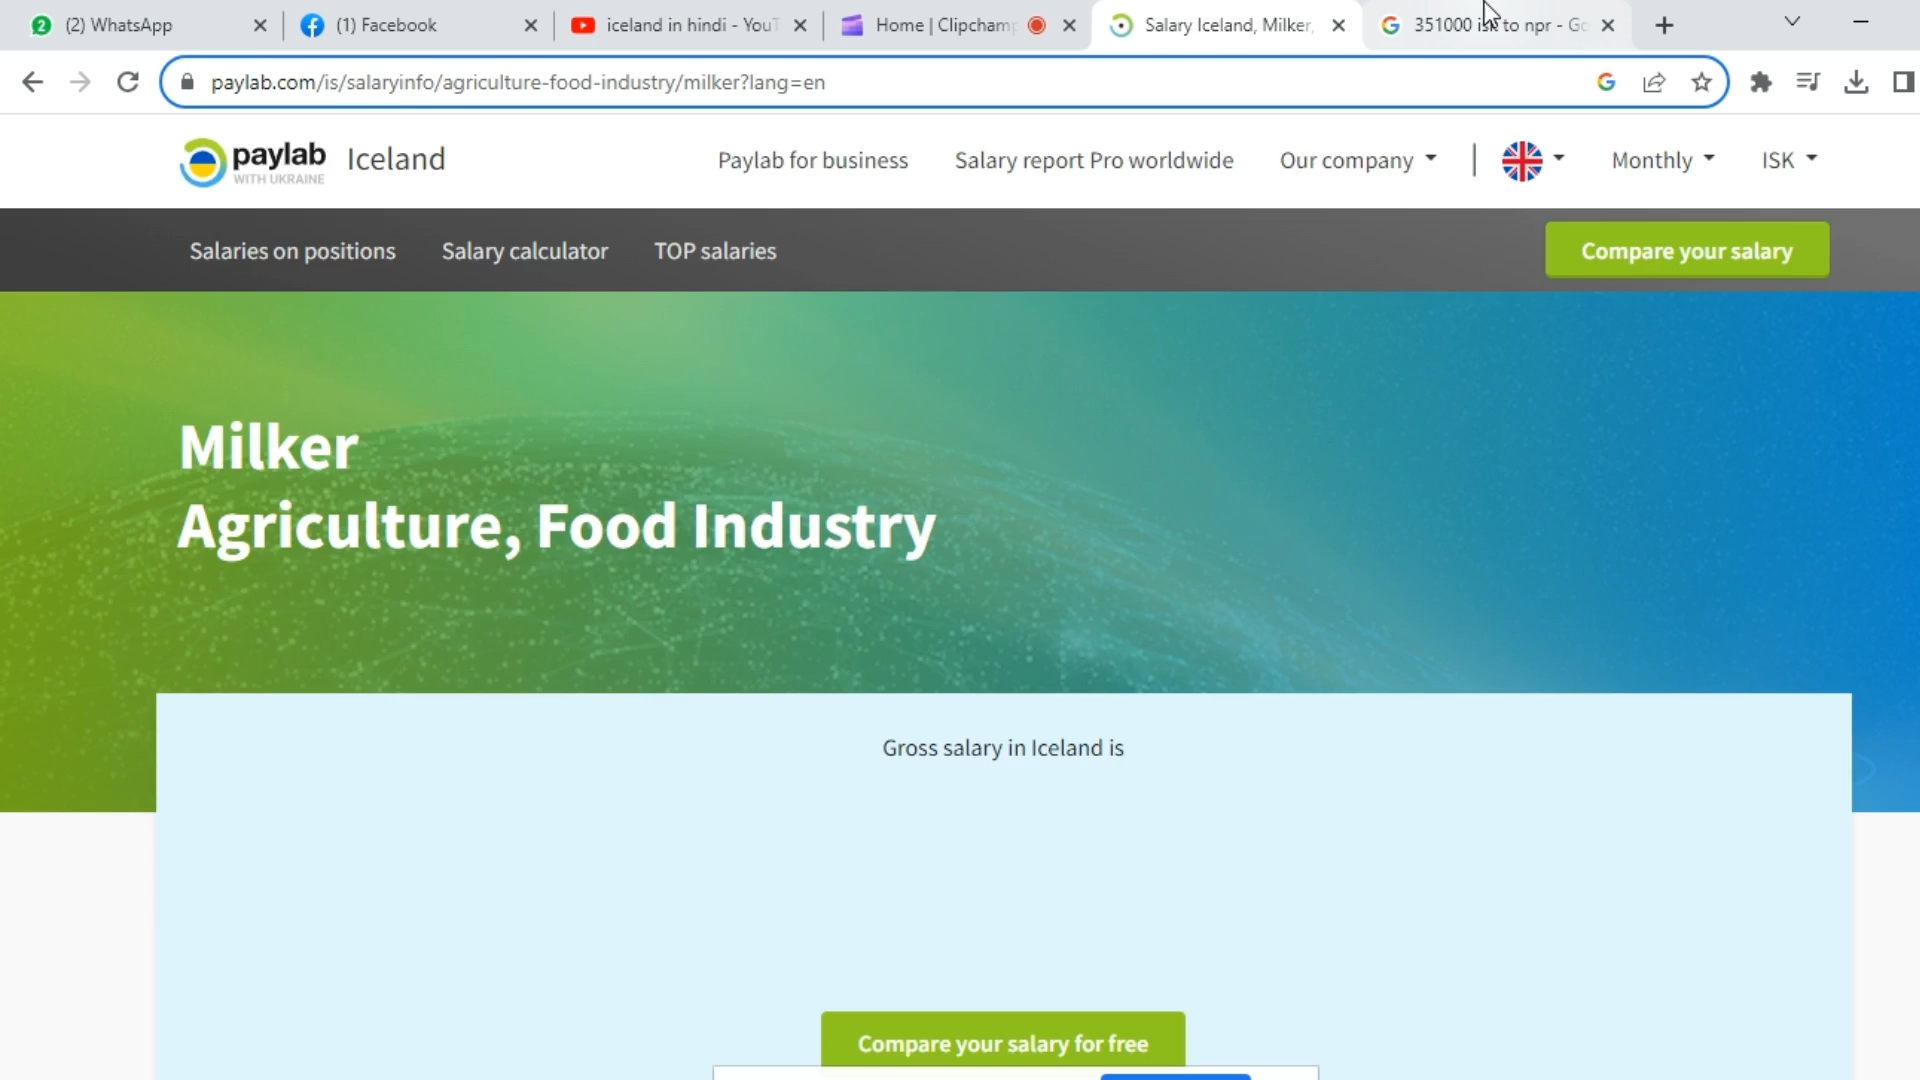 2 (2) WhatsApp
(1) Facebook
iceland in hindi - YouT
Home | Clipcham
Salary Iceland, Milker,
351000 isk to npr - Go
paylab.com/is/salaryinfo/agriculture-food-industry/milker?lang=en
paylab
WITH UKRAINE
Iceland
Paylab for business
Salary report Pro worldwide
Our company
Monthly
ISK
Salaries on positions
Salary calculator
TOP salaries
Compare your salary
Milker
Agriculture, Food Industry
Gross salary in Iceland is
Compare your salary for free